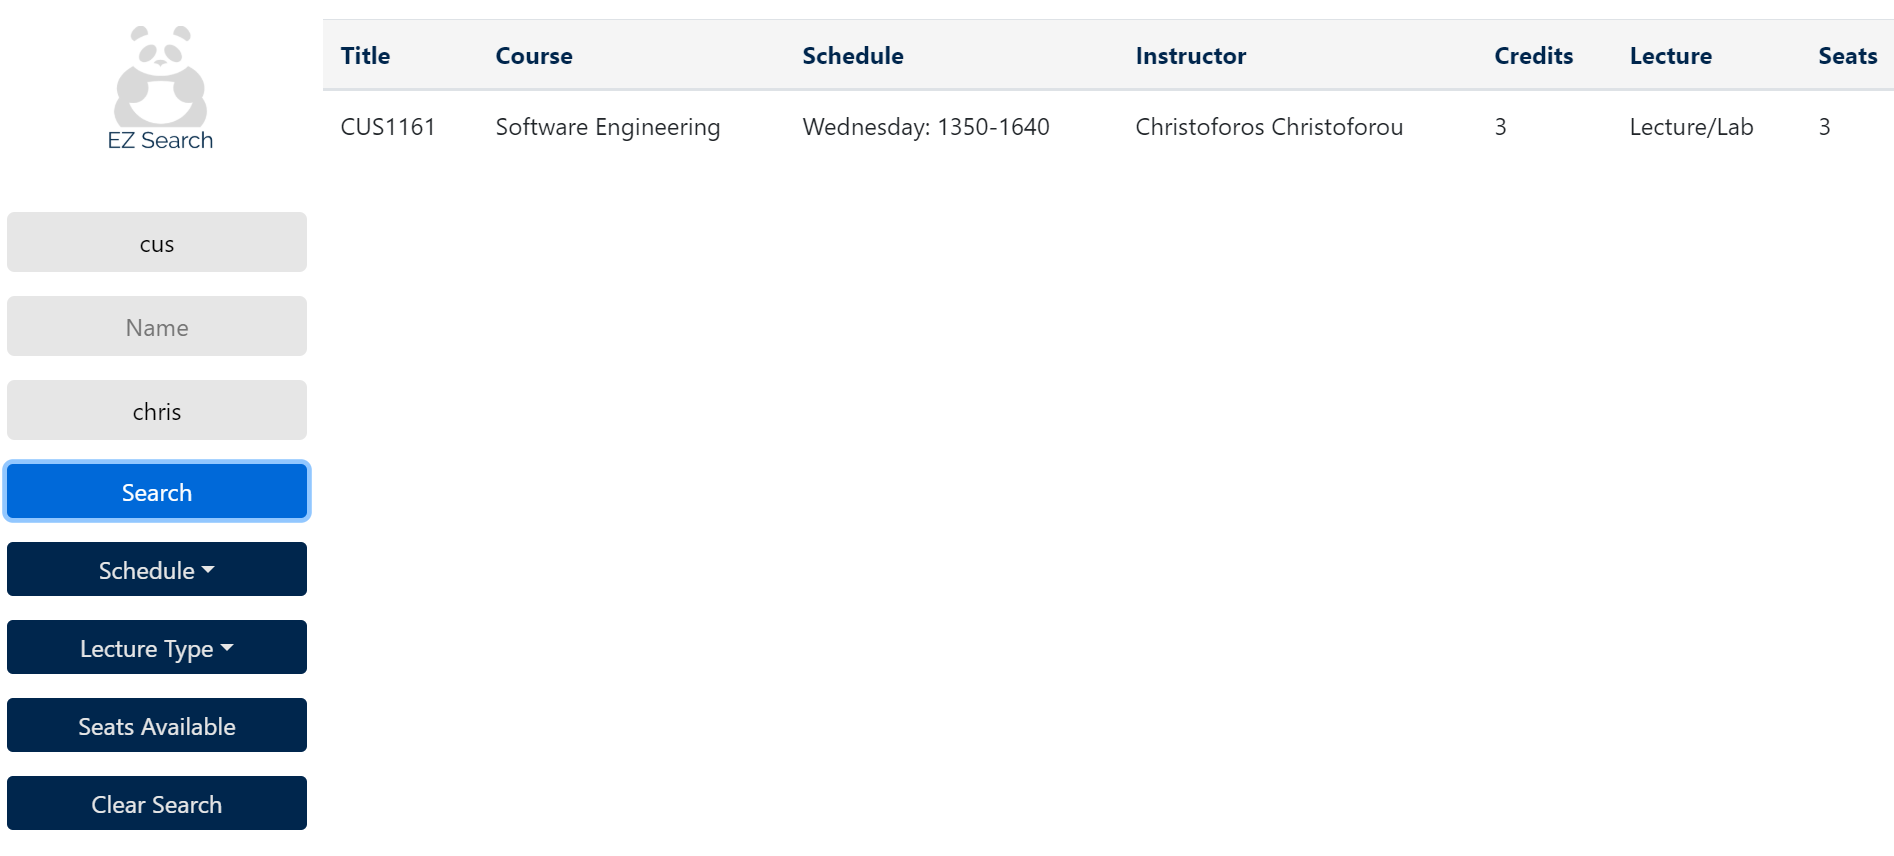 EZ Search
cus
Name
chris
Search
Schedule
Lecture Type
Seats Available
Clear Search
Title Course Schedule Instructor Credits Lecture Seats
CUS1161 Software Engineering Wednesday: 1350-1640 Christoforos Christoforou 3 Lecture/Lab 3